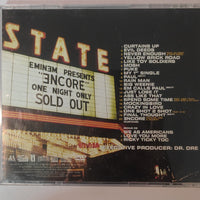 STATE
EMINEM PRESENTS
"ENCORE"
ONE NIGHT ONLY
SOLD OUT
CURTAINS UP
EVIL DEEDS
NEVER ENOUGH
YELLOW BRICK ROAD
LIKE TOY SOLDIERS
MOSH
PUKE
MY 1ST SINGLE
PAUL
RAIN MAN
BIG WEENIE
EM CALLS PAUL
JUST LOSE IT
ASS LIKE THAT
SPEND SOME TIME
MOCKINGBIRD
CRAZY IN LOVE
ONE SHOT 2 SHOT
FINAL THOUGHT
ENCORE
WE AS AMERICANS
LOVE YOU MORE
RICKY TICKY TOC
EXECUTIVE PRODUCER: DR. DRE